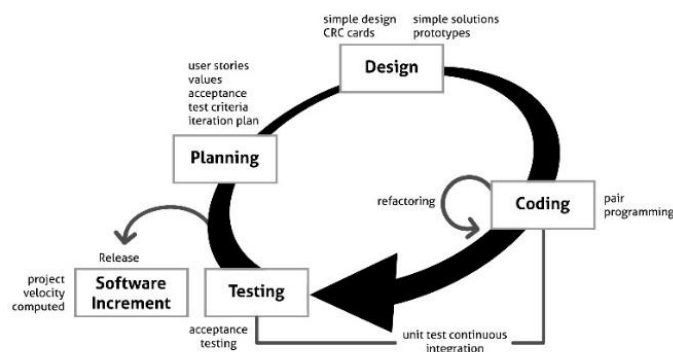 simple design
CRC cards
simple solutions
prototypes
Design
user stories
values
acceptance
test criteria
iteration plan
Planning
refactoring
Coding
pair
programming
Release
project
velocity
computed
Software
Increment
Testing
acceptance
testing
unit test continuous
integration